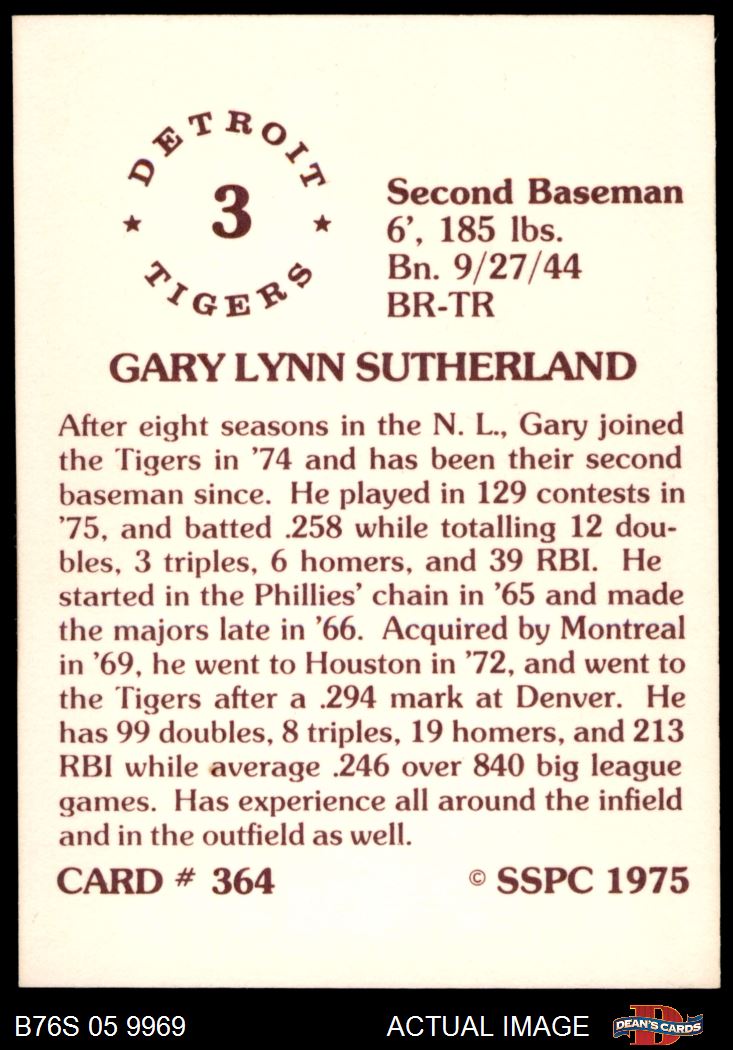 DETROIT
3
TIGERS
Second Baseman
6', 185 lbs.
Bn. 9/27/44
BR-TR
GARY LYNN SUTHERLAND
After eight seasons in the N. L., Gary joined
the Tigers in '74 and has been their second
baseman since. He played in 129 contests in
'75, and batted .258 while totalling 12 dou-
bles, 3 triples, 6 homers, and 39 RBI. He
started in the Phillies' chain in '65 and made
the majors late in '66. Acquired by Montreal
in '69, he went to Houston in '72, and went to
the Tigers after a .294 mark at Denver. He
has 99 doubles, 8 triples, 19 homers, and 213
RBI while average .246 over 840 big league
games. Has experience all around the infield
and in the outfield as well.
CARD # 364 © SSPC 1975
B76S 05 9969 ACTUAL IMAGE DEAN'S CARDS